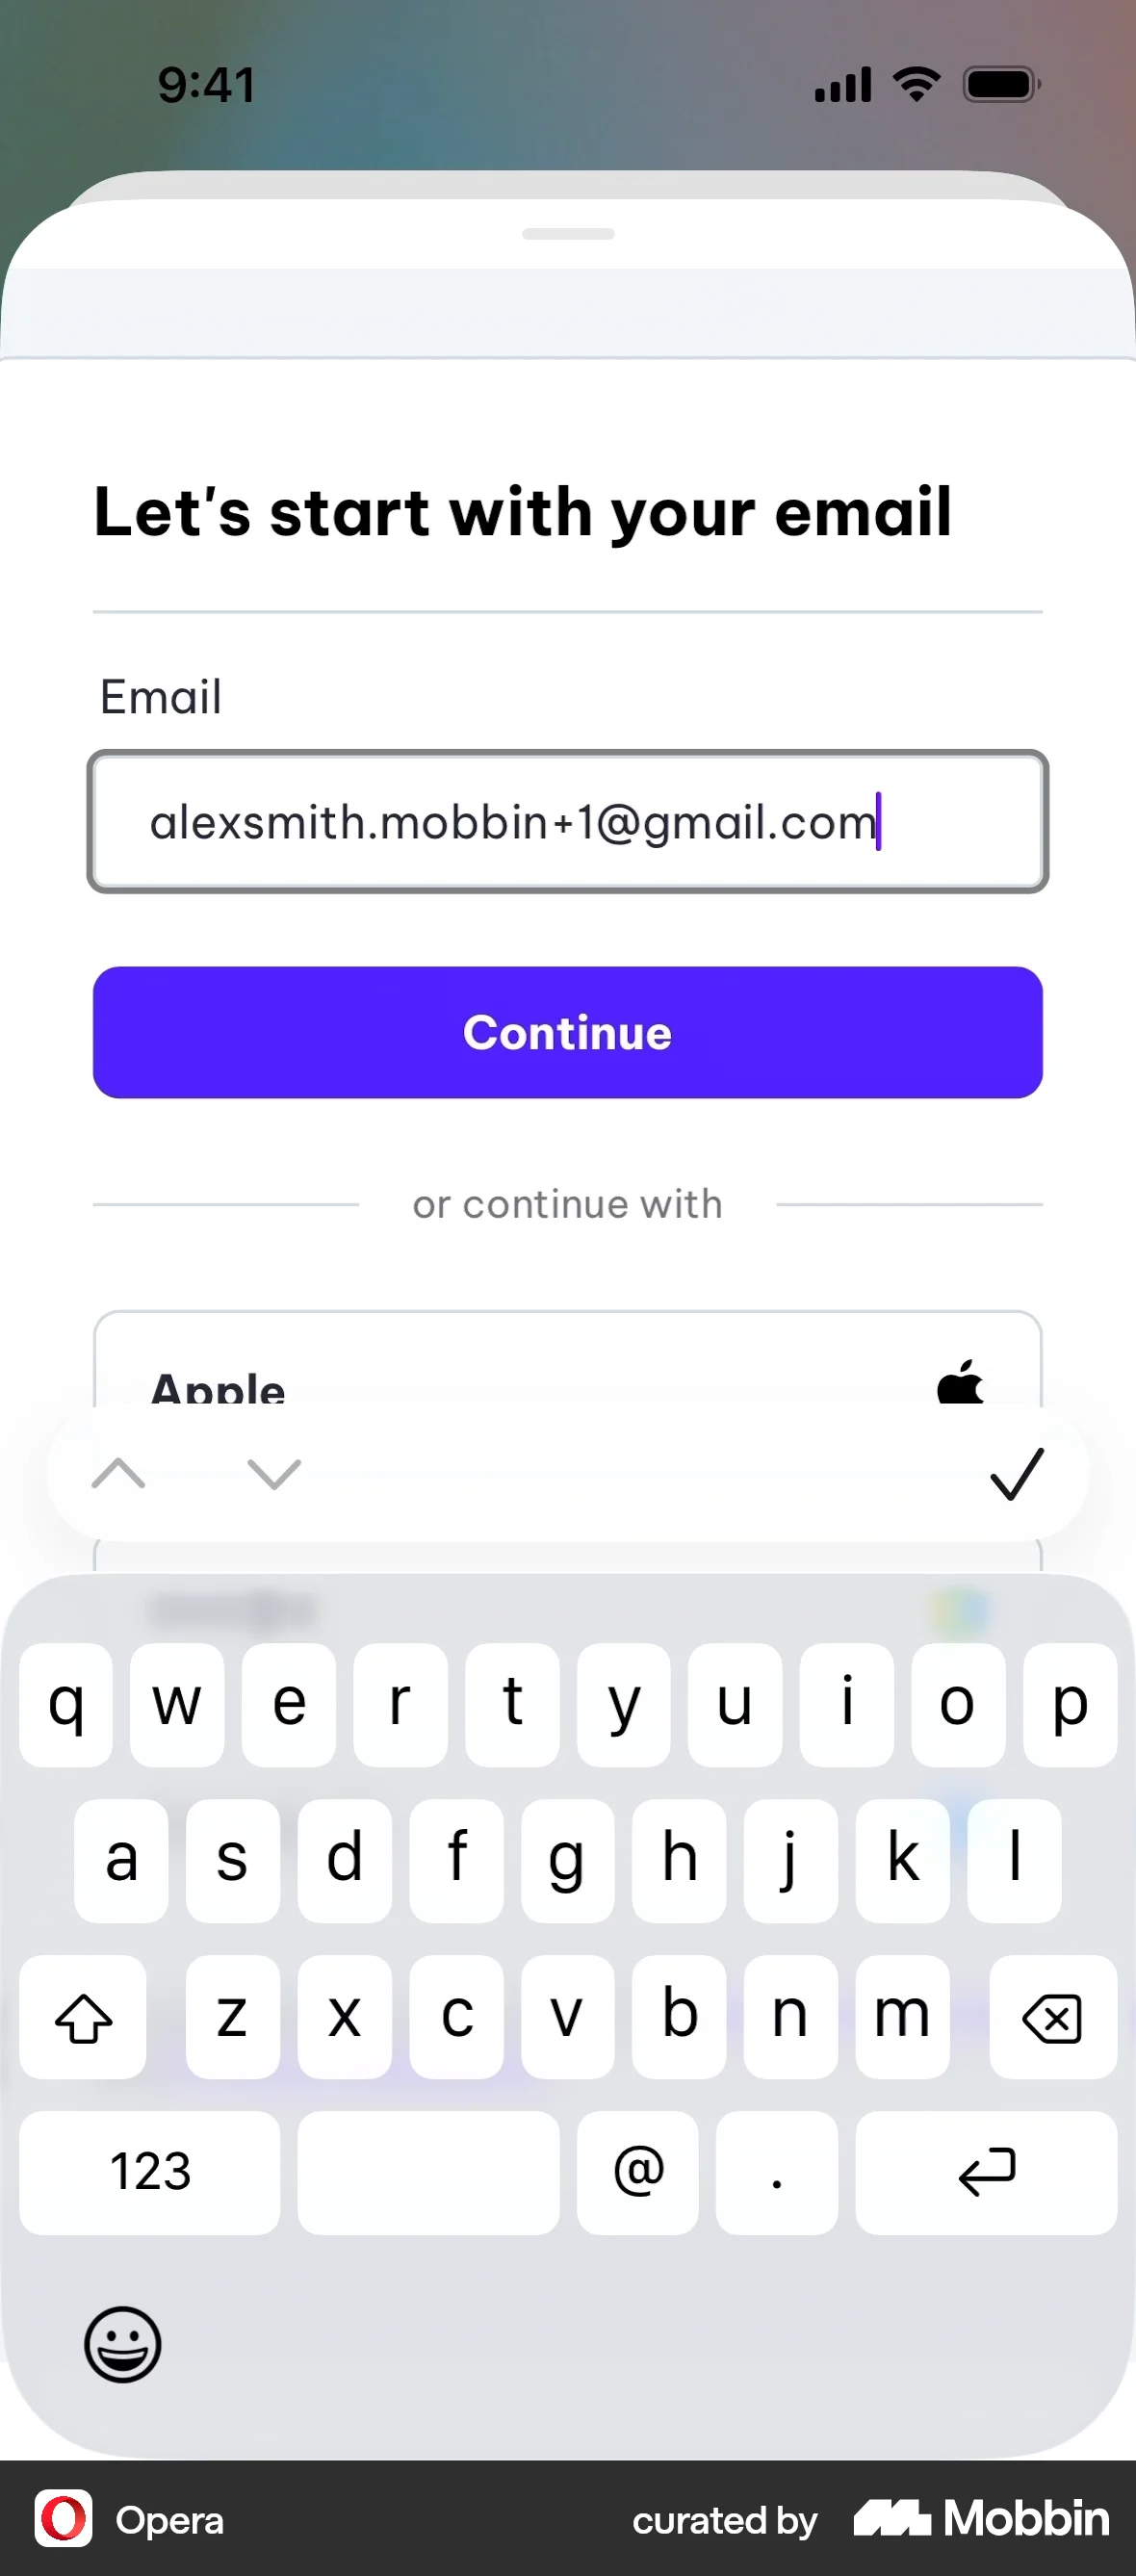 9:41
Let's start with your email
Email
alexsmith.mobbin+1@gmail.com
Continue
or continue with
Apple
q w e r t y u i o p
a s d f g h j k l
z x c v b n m
123 @ .
Opera curated by Mobbin